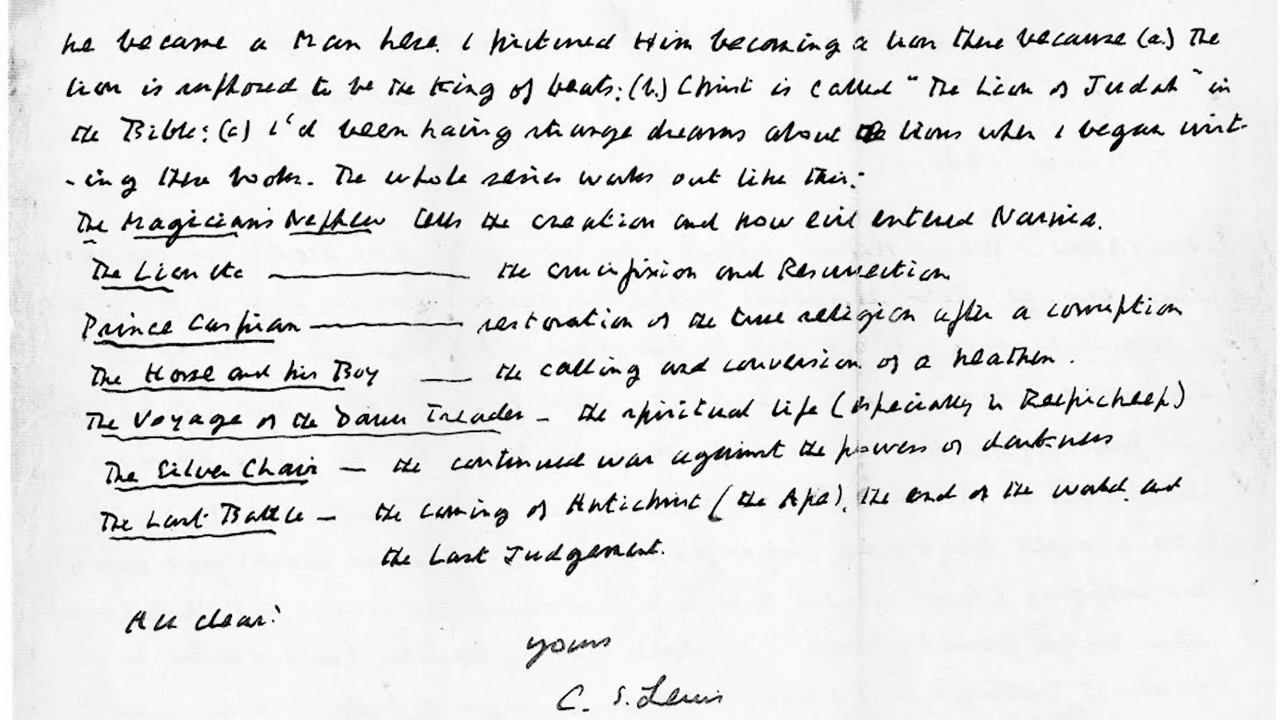 he became a Man here. I pictured Him becoming a lion there because (a.) The
lion is supposed to be the King of beasts: (b.) Christ is called "The Lion of Judah" in
the Bible: (c) I'd been having strange dreams about lions when I began writ-
-ing these books. The whole series works out like this:
The Magician's Nephew tells the creation and how evil entered Narnia.
The Lion etc ———— the crucifixion and Resurrection
Prince Caspian ———— restoration of the true religion after a corruption
The Horse and his Boy —— the calling and conversion of a heathen.
The Voyage of the Dawn Treader – the spiritual life (especially in Reepicheep)
The Silver Chair — the continued war against the powers of darkness
The Last Battle – the coming of Antichrist (the Ape), the end of the world and
the Last Judgement.
All clear?
yours
C. S. Lewis